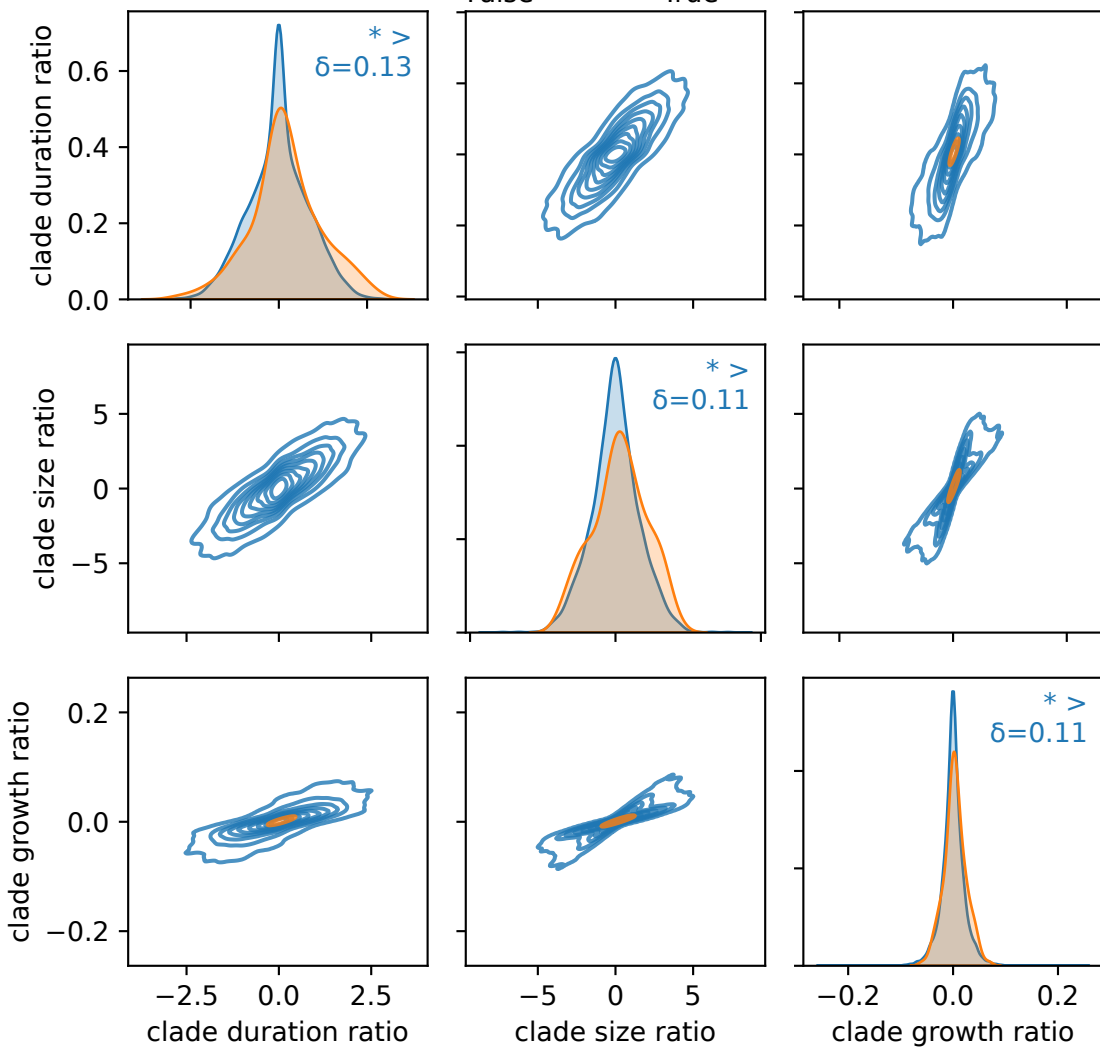 clade duration ratio
0.6
0.4
0.2
0.0
* >
δ=0.13
clade size ratio
5
0
−5
* >
δ=0.11
clade growth ratio
0.2
0.0
−0.2
* >
δ=0.11
−2.5 0.0 2.5
−5 0 5
−0.2 0.0 0.2
clade duration ratio
clade size ratio
clade growth ratio